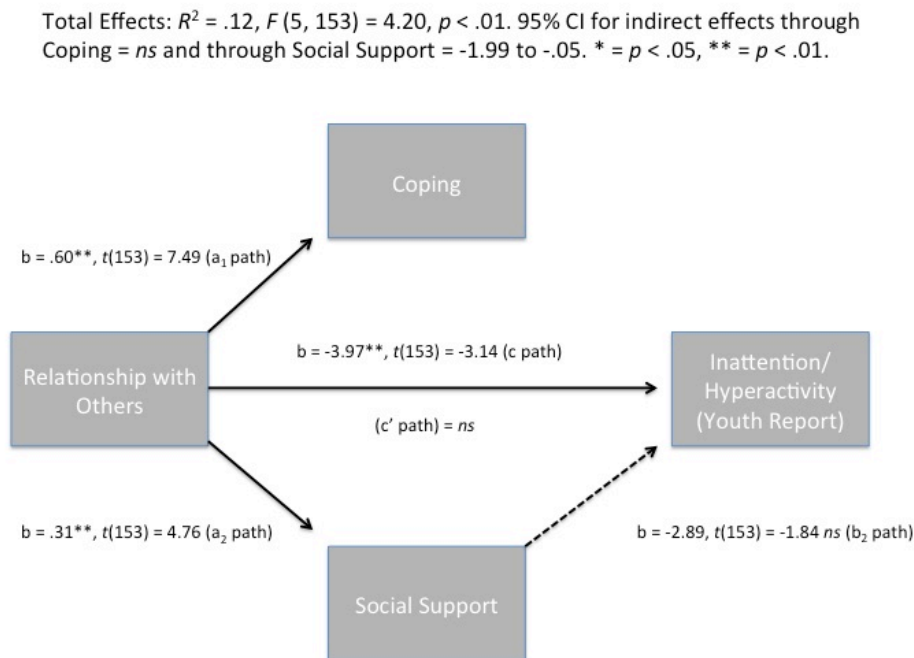 Total Effects: R² = .12, F (5, 153) = 4.20, p < .01. 95% CI for indirect effects through
Coping = ns and through Social Support = -1.99 to -.05. * = p < .05, ** = p < .01.
Coping
b = .60**, t(153) = 7.49 (a₁ path)
b = -3.97**, t(153) = -3.14 (c path)
Relationship with
Others
Inattention/
Hyperactivity
(Youth Report)
(c’ path) = ns
b = .31**, t(153) = 4.76 (a₂ path)
b = -2.89, t(153) = -1.84 ns (b₂ path)
Social Support